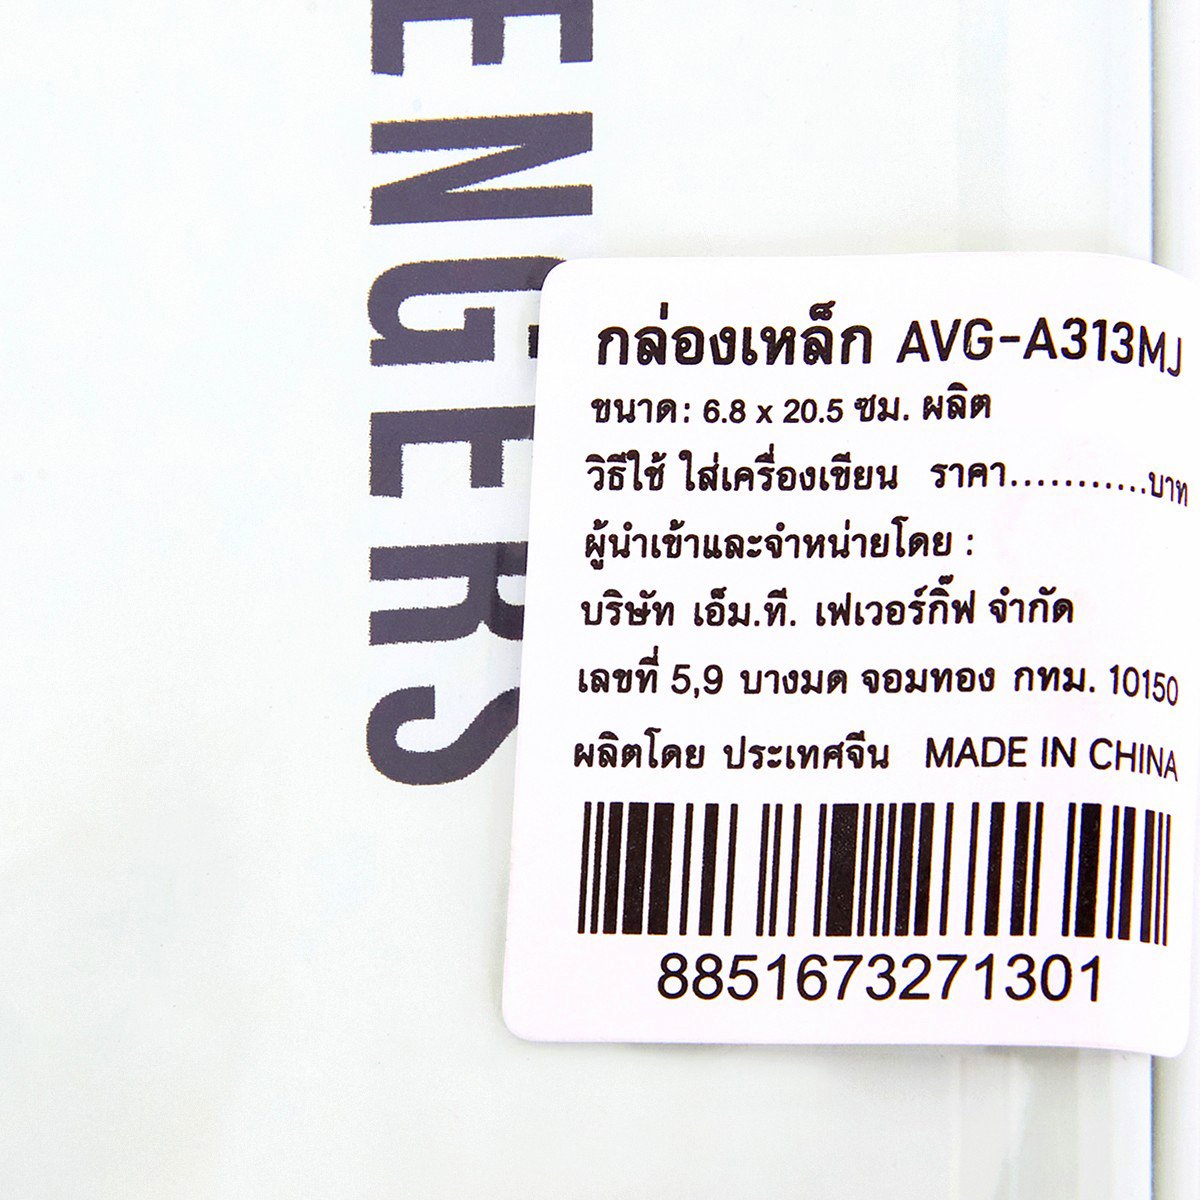 ENGERS
กล่องเหล็ก AVG-A313MJ
ขนาด: 6.8 x 20.5 ซม. ผลิต
วิธีใช้ ใส่เครื่องเขียน ราคา...........บาท
ผู้นำเข้าและจำหน่ายโดย :
บริษัท เอ็ม.ที. เฟเวอร์กิ๊ฟ จำกัด
เลขที่ 5,9 บางมด จอมทอง กทม. 10150
ผลิตโดย ประเทศจีน MADE IN CHINA
8851673271301